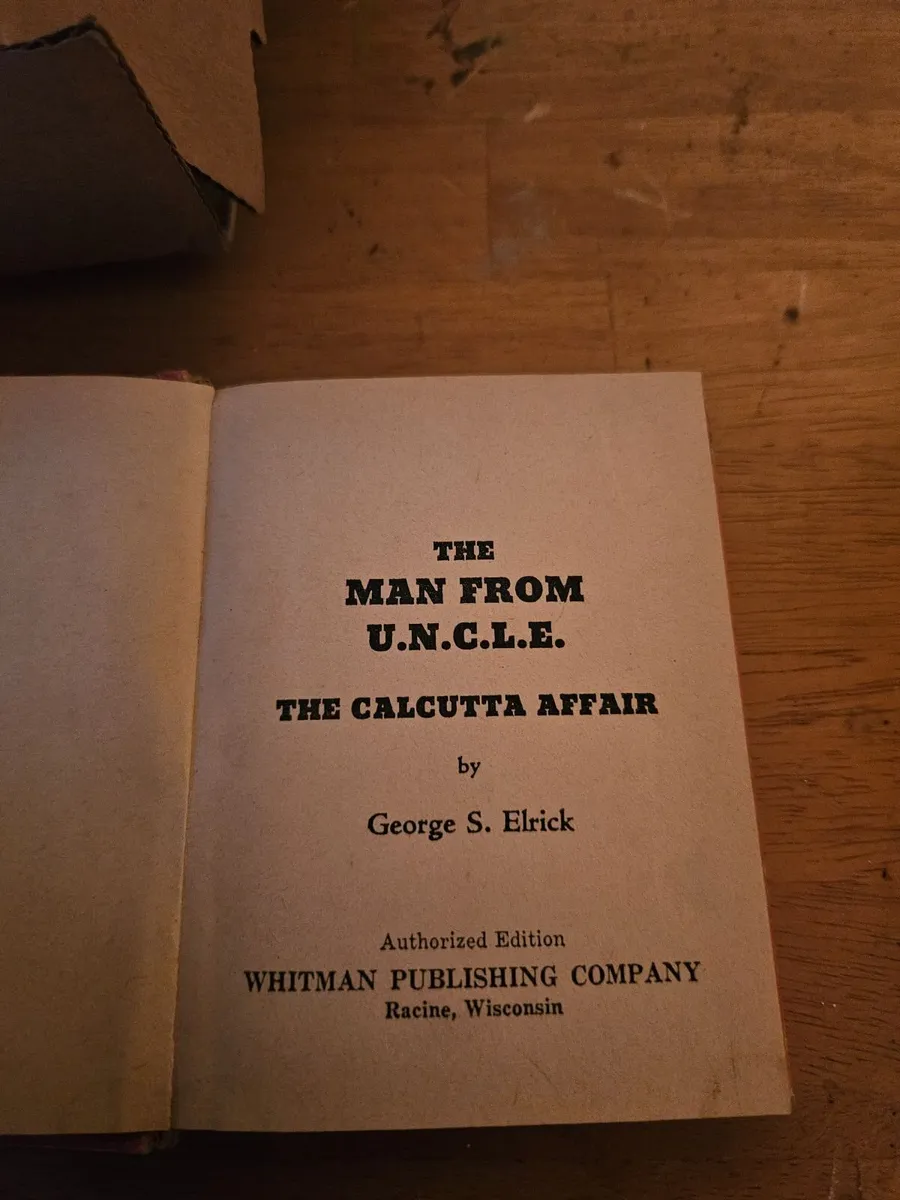 THE
MAN FROM
U.N.C.L.E.
THE CALCUTTA AFFAIR
by
George S. Elrick
Authorized Edition
WHITMAN PUBLISHING COMPANY
Racine, Wisconsin